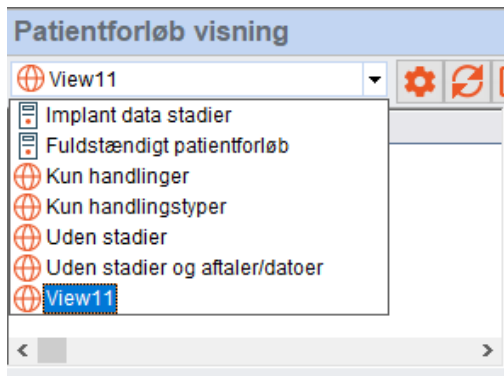 Patientforløb visning
View11
Implant data stadier
Fuldstændigt patientforløb
Kun handlinger
Kun handlingstyper
Uden stadier
Uden stadier og aftaler/datoer
View11